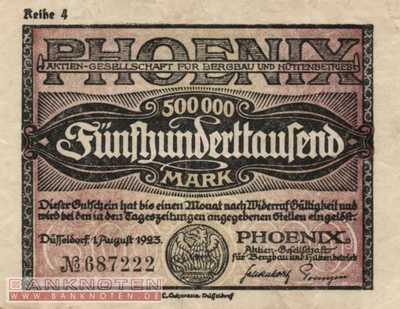 Reihe 4
PHOENIX
AKTIEN-GESELLSCHAFT FÜR BERGBAU UND HÜTTENBETRIEB
500 000
Fünfhunderttausend
MARK
Dieser Gutschein hat bis einen Monat nach Widerruf Gültigkeit und
wird bei den in den Tageszeitungen angegebenen Stellen eingelöst.
Düsseldorf, 1. August 1923.
PHOENIX
Aktien-Gesellschaft
für Bergbau und Hüttenbetrieb
№ 687222
BANKNOTEN
WWW.BANKNOTEN.DE
Düsseldorf